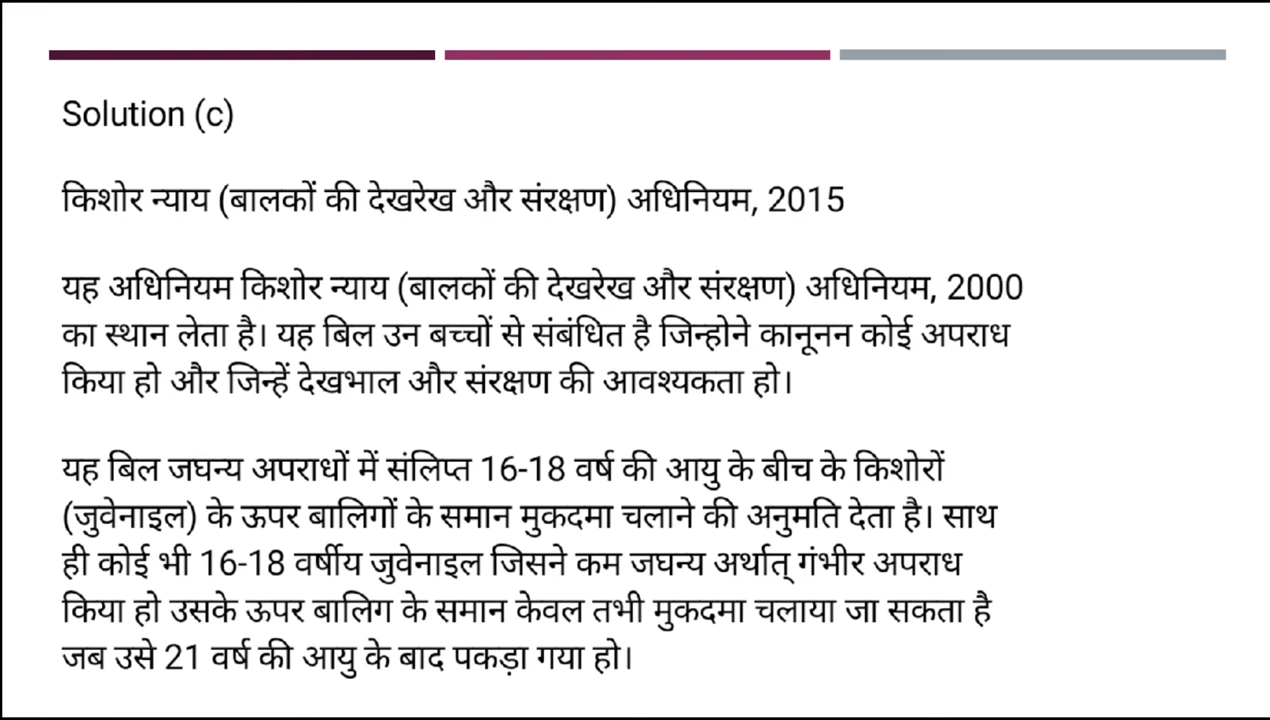 Solution (c)
किशोर न्याय (बालकों की देखरेख और संरक्षण) अधिनियम, 2015
यह अधिनियम किशोर न्याय (बालकों की देखरेख और संरक्षण) अधिनियम, 2000
का स्थान लेता है। यह बिल उन बच्चों से संबंधित है जिन्होने कानूनन कोई अपराध
किया हो और जिन्हें देखभाल और संरक्षण की आवश्यकता हो।
यह बिल जघन्य अपराधों में संलिप्त 16-18 वर्ष की आयु के बीच के किशोरों
(जुवेनाइल) के ऊपर बालिगों के समान मुकदमा चलाने की अनुमति देता है। साथ
ही कोई भी 16-18 वर्षीय जुवेनाइल जिसने कम जघन्य अर्थात् गंभीर अपराध
किया हो उसके ऊपर बालिग के समान केवल तभी मुकदमा चलाया जा सकता है
जब उसे 21 वर्ष की आयु के बाद पकड़ा गया हो।